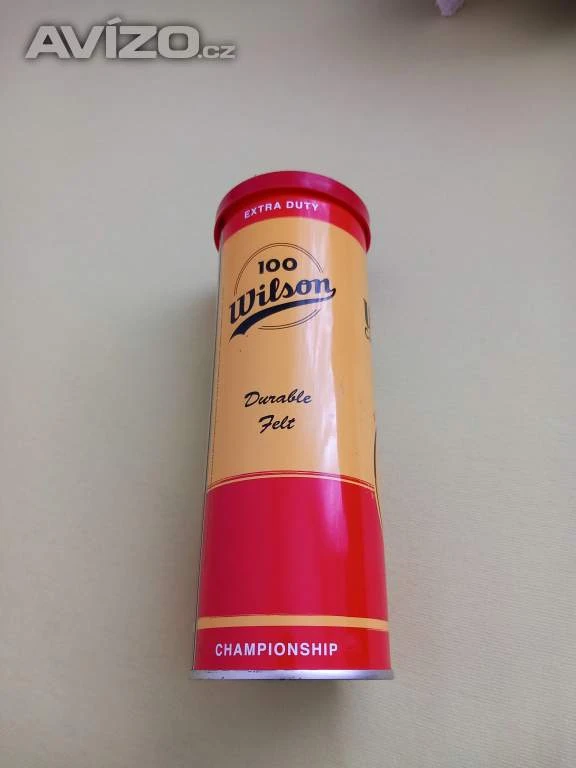 AVÍZO.cz
EXTRA DUTY
100
Wilson
Durable
Felt
CHAMPIONSHIP